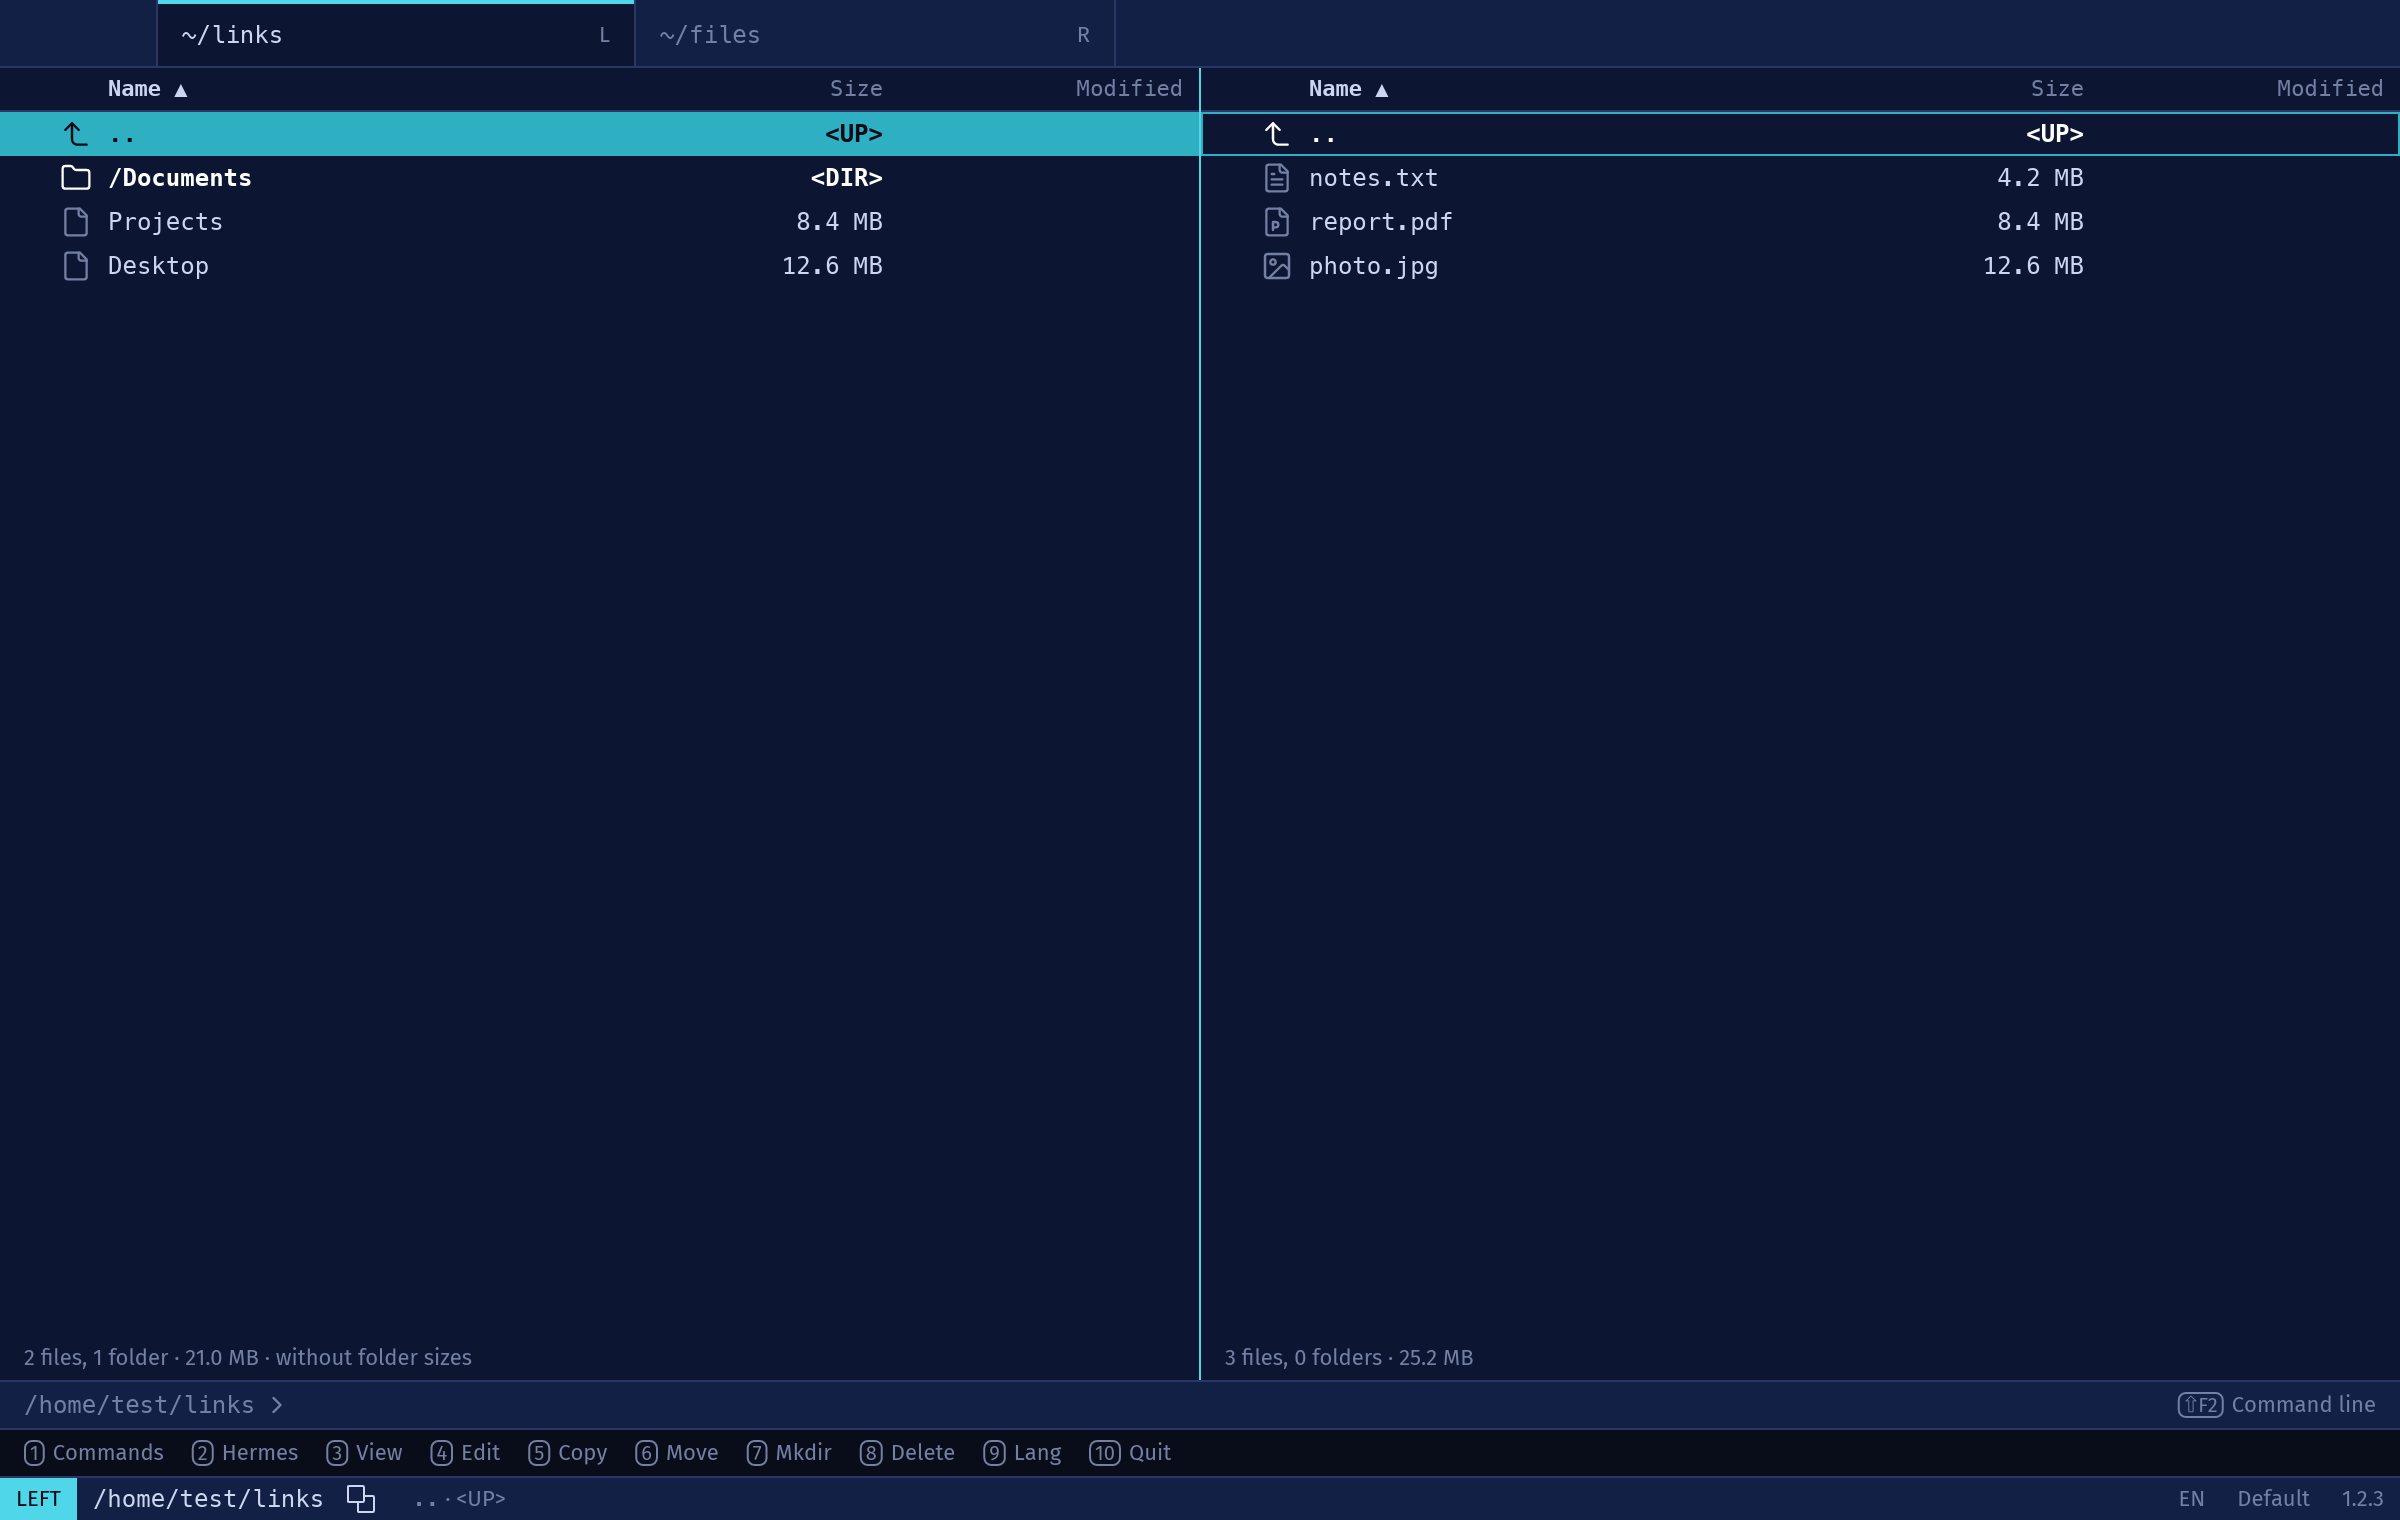 ~/links L ~/files R
Name ▲ Size Modified
.. <UP>
/Documents <DIR>
Projects 8.4 MB
Desktop 12.6 MB
2 files, 1 folder · 21.0 MB · without folder sizes
Name ▲ Size Modified
.. <UP>
notes.txt 4.2 MB
report.pdf 8.4 MB
photo.jpg 12.6 MB
3 files, 0 folders · 25.2 MB
/home/test/links > ⇧F2 Command line
1 Commands 2 Hermes 3 View 4 Edit 5 Copy 6 Move 7 Mkdir 8 Delete 9 Lang 10 Quit
LEFT /home/test/links .. · <UP> EN Default 1.2.3